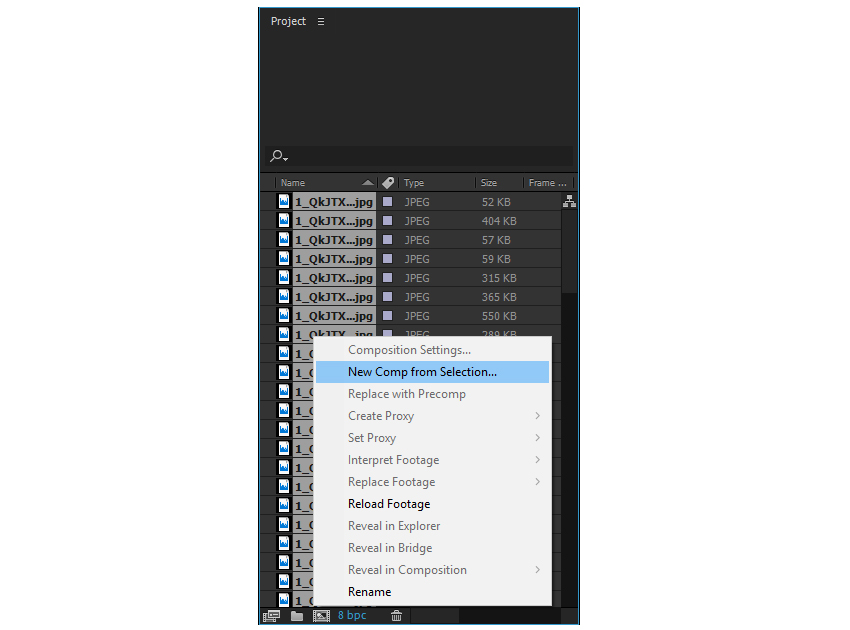 Project
Name Type Size Frame ...
1_QkJTX...jpg JPEG 52 KB
1_QkJTX...jpg JPEG 404 KB
1_QkJTX...jpg JPEG 57 KB
1_QkJTX...jpg JPEG 59 KB
1_QkJTX...jpg JPEG 315 KB
1_QkJTX...jpg JPEG 365 KB
1_QkJTX...jpg JPEG 550 KB
1_QkJTX...jpg JPEG 289 KB
Composition Settings...
New Comp from Selection...
Replace with Precomp
Create Proxy
Set Proxy
Interpret Footage
Replace Footage
Reload Footage
Reveal in Explorer
Reveal in Bridge
Reveal in Composition
Rename
8 bpc